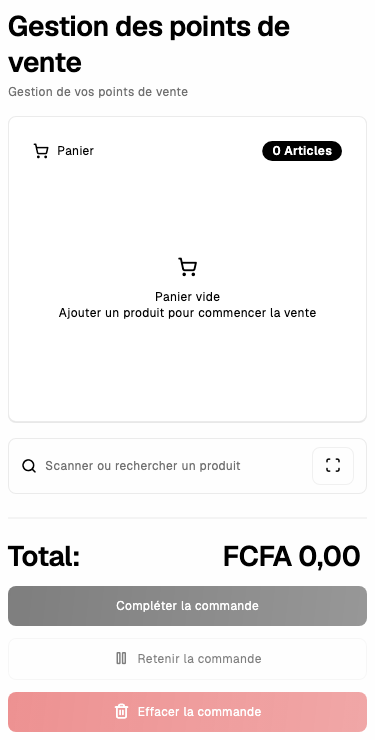 Gestion des points de
vente
Gestion de vos points de vente
Panier
0 Articles
Panier vide
Ajouter un produit pour commencer la vente
Scanner ou rechercher un produit
Total:
FCFA 0,00
Compléter la commande
Retenir la commande
Effacer la commande